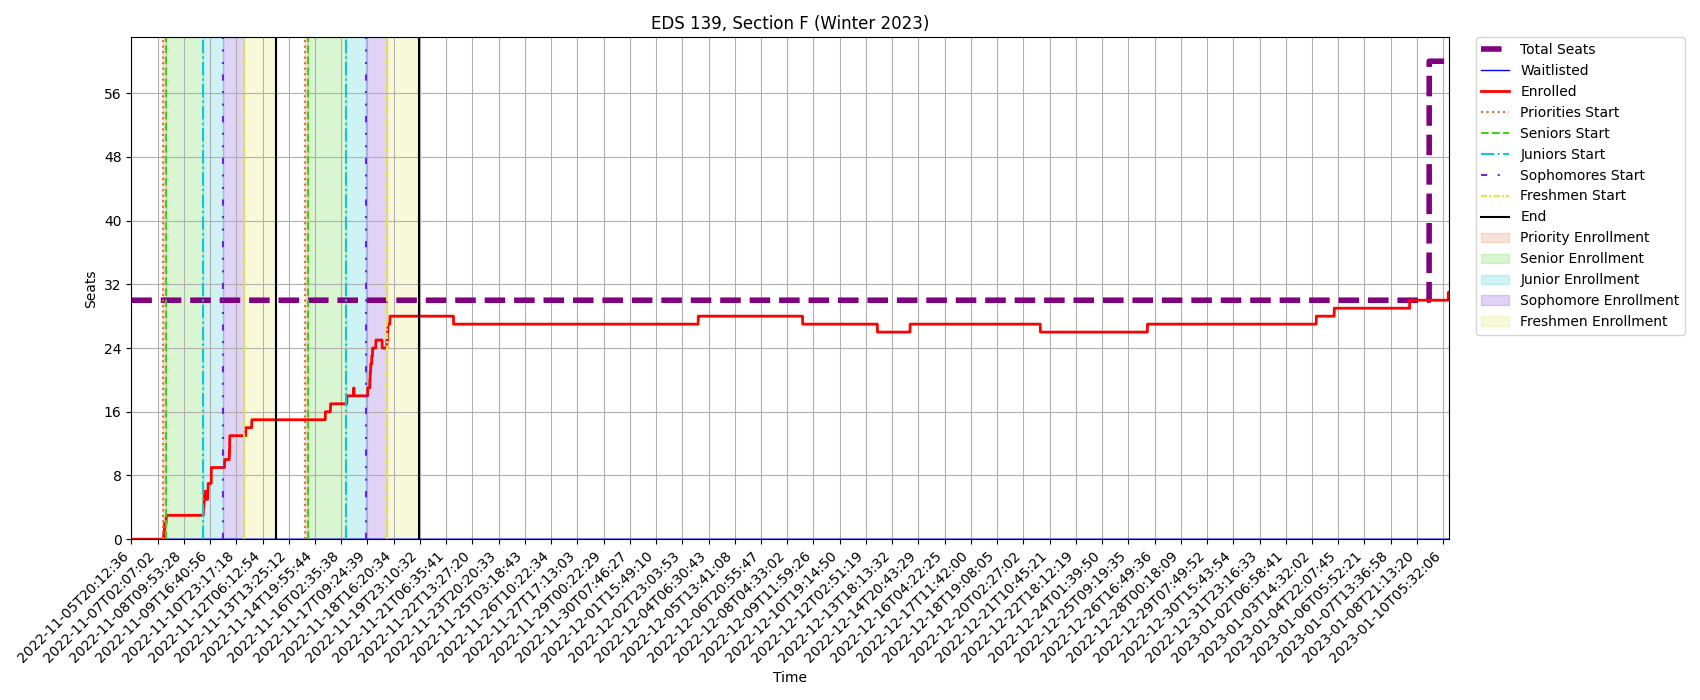 EDS 139, Section F (Winter 2023)
Seats
56
48
40
32
24
16
8
0
2022-11-05T20:12:36
2022-11-07T02:07:02
2022-11-08T09:53:28
2022-11-09T16:40:56
2022-11-10T23:17:18
2022-11-12T06:12:54
2022-11-13T13:25:12
2022-11-14T19:55:44
2022-11-16T02:35:38
2022-11-17T09:24:39
2022-11-18T16:20:34
2022-11-19T23:10:32
2022-11-21T06:35:41
2022-11-22T13:27:20
2022-11-25T03:18:43
2022-11-26T10:22:34
2022-11-27T17:13:03
2022-11-29T00:22:29
2022-11-30T07:46:27
2022-12-01T15:49:10
2022-12-02T23:03:53
2022-12-04T06:30:43
2022-12-05T13:41:08
2022-12-06T20:55:47
2022-12-08T04:33:02
2022-12-09T11:59:26
2022-12-10T19:14:50
2022-12-12T02:51:19
2022-12-13T18:13:32
2022-12-14T20:43:29
2022-12-16T04:22:25
2022-12-17T11:42:00
2022-12-18T19:08:05
2022-12-20T02:27:02
2022-12-21T10:45:21
2022-12-22T18:12:19
2022-12-24T01:39:50
2022-12-25T09:19:35
2022-12-26T16:49:36
2022-12-28T00:18:09
2022-12-29T07:49:52
2022-12-30T15:43:54
2022-12-31T23:16:33
2023-01-02T06:58:41
2023-01-03T14:32:02
2023-01-04T22:07:45
2023-01-06T05:52:21
2023-01-07T13:36:58
2023-01-08T21:13:20
2023-01-10T05:32:06
Time
Total Seats
Waitlisted
Enrolled
Priorities Start
Seniors Start
Juniors Start
Sophomores Start
Freshmen Start
End
Priority Enrollment
Senior Enrollment
Junior Enrollment
Sophomore Enrollment
Freshmen Enrollment